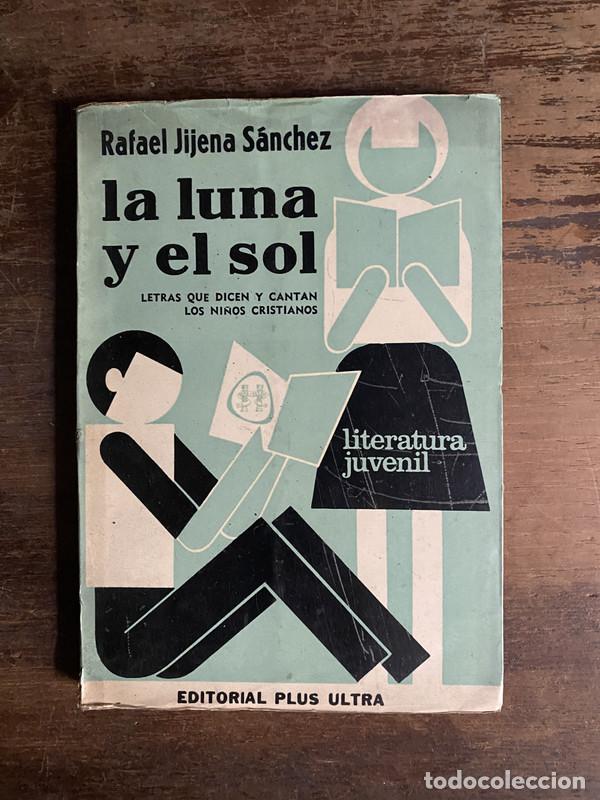 Rafael Jijena Sánchez
la luna
y el sol
LETRAS QUE DICEN Y CANTAN
LOS NIÑOS CRISTIANOS
literatura
juvenil
EDITORIAL PLUS ULTRA
todocoleccion